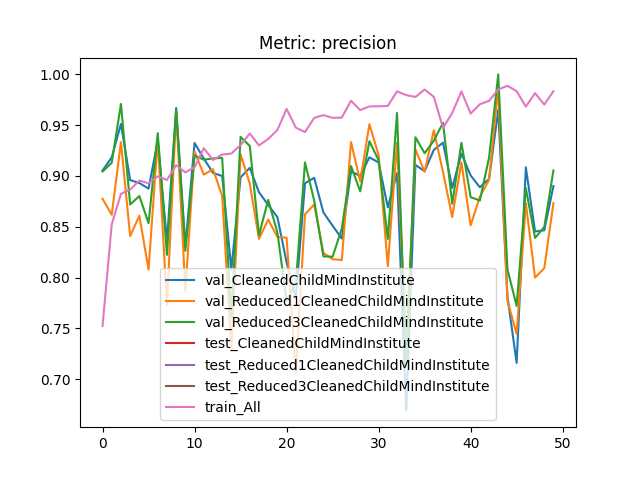 Metric: precision
1.00
0.95
0.90
0.85
0.80
0.75
0.70
val_CleanedChildMindInstitute
val_Reduced1CleanedChildMindInstitute
val_Reduced3CleanedChildMindInstitute
test_CleanedChildMindInstitute
test_Reduced1CleanedChildMindInstitute
test_Reduced3CleanedChildMindInstitute
train_All
0 10 20 30 40 50